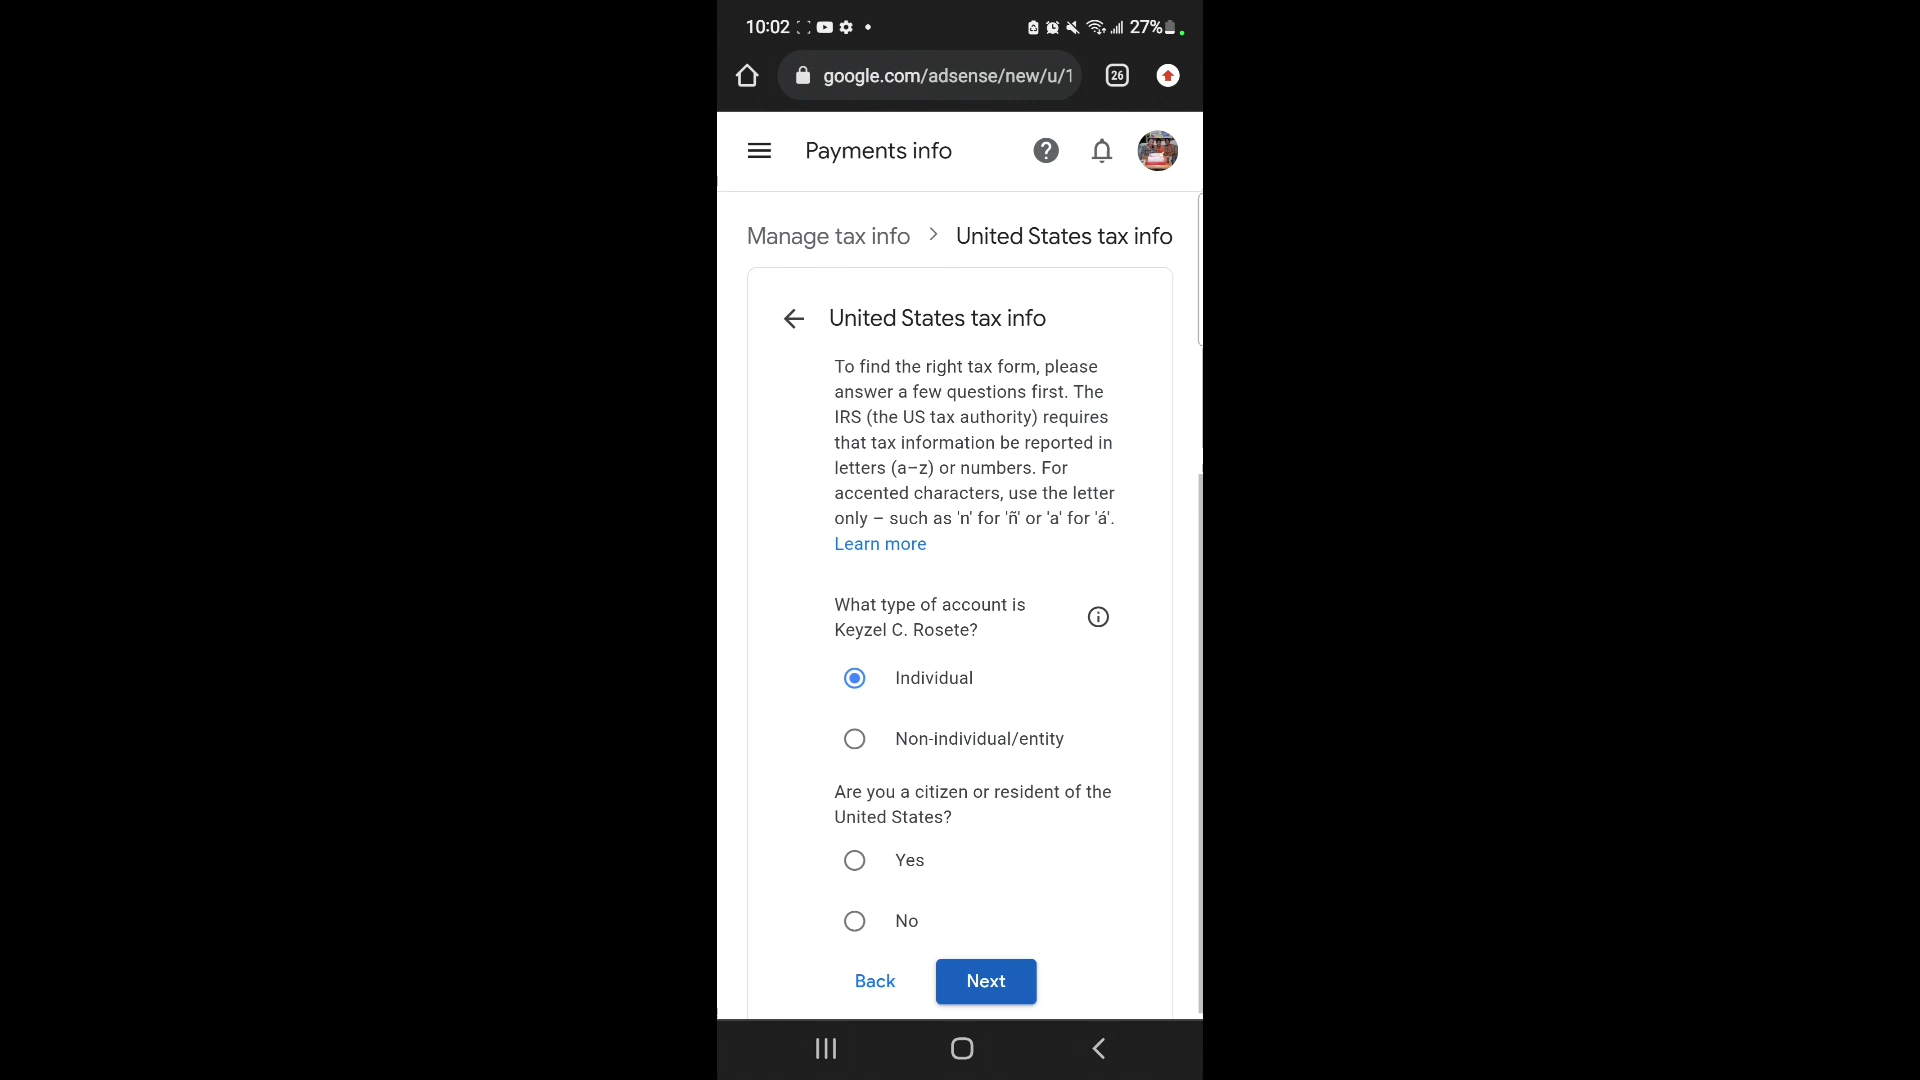 10:02 27%
google.com/adsense/new/u/1 26
Payments info
Manage tax info > United States tax info
United States tax info
To find the right tax form, please
answer a few questions first. The
IRS (the US tax authority) requires
that tax information be reported in
letters (a–z) or numbers. For
accented characters, use the letter
only – such as 'n' for 'ñ' or 'a' for 'á'.
Learn more
What type of account is
Keyzel C. Rosete?
Individual
Non-individual/entity
Are you a citizen or resident of the
United States?
Yes
No
Back Next